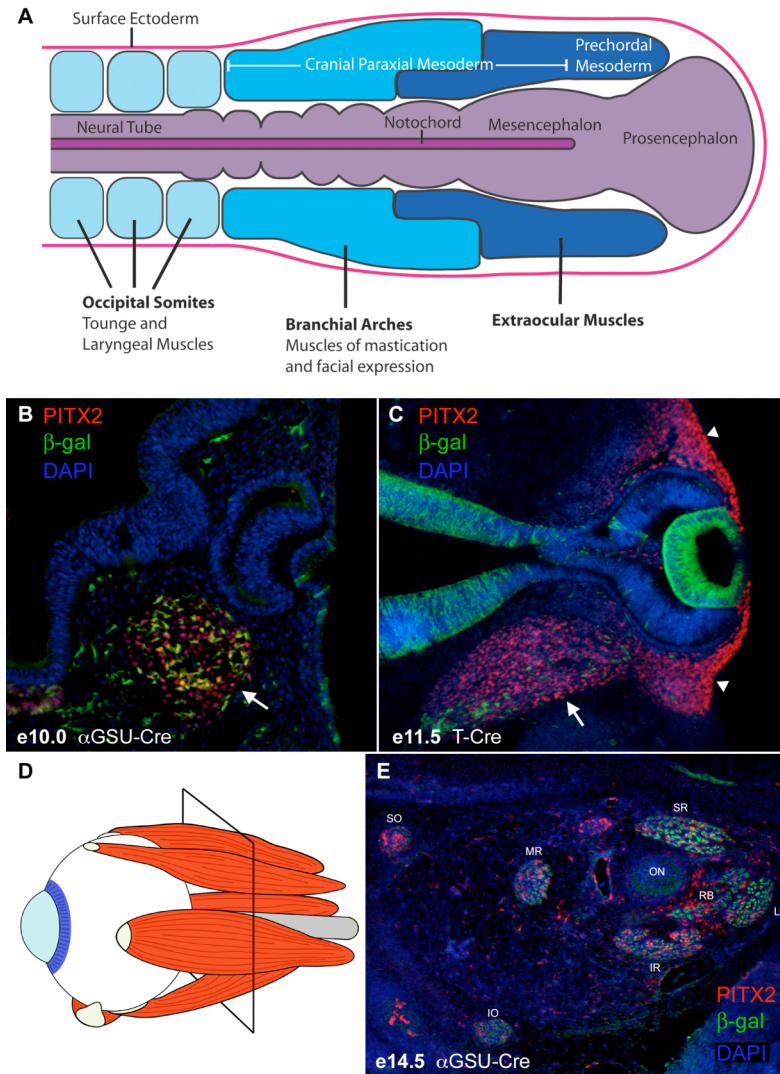 A
Surface Ectoderm
Cranial Paraxial Mesoderm
Prechordal
Mesoderm
Neural Tube
Notochord
Mesencephalon
Prosencephalon
Occipital Somites
Tounge and
Laryngeal Muscles
Branchial Arches
Muscles of mastication
and facial expression
Extraocular Muscles
B
PITX2
β-gal
DAPI
e10.0 αGSU-Cre
C
PITX2
β-gal
DAPI
e11.5 T-Cre
D
E
SO
SR
MR
ON
RB
L
IR
IO
PITX2
β-gal
DAPI
e14.5 αGSU-Cre